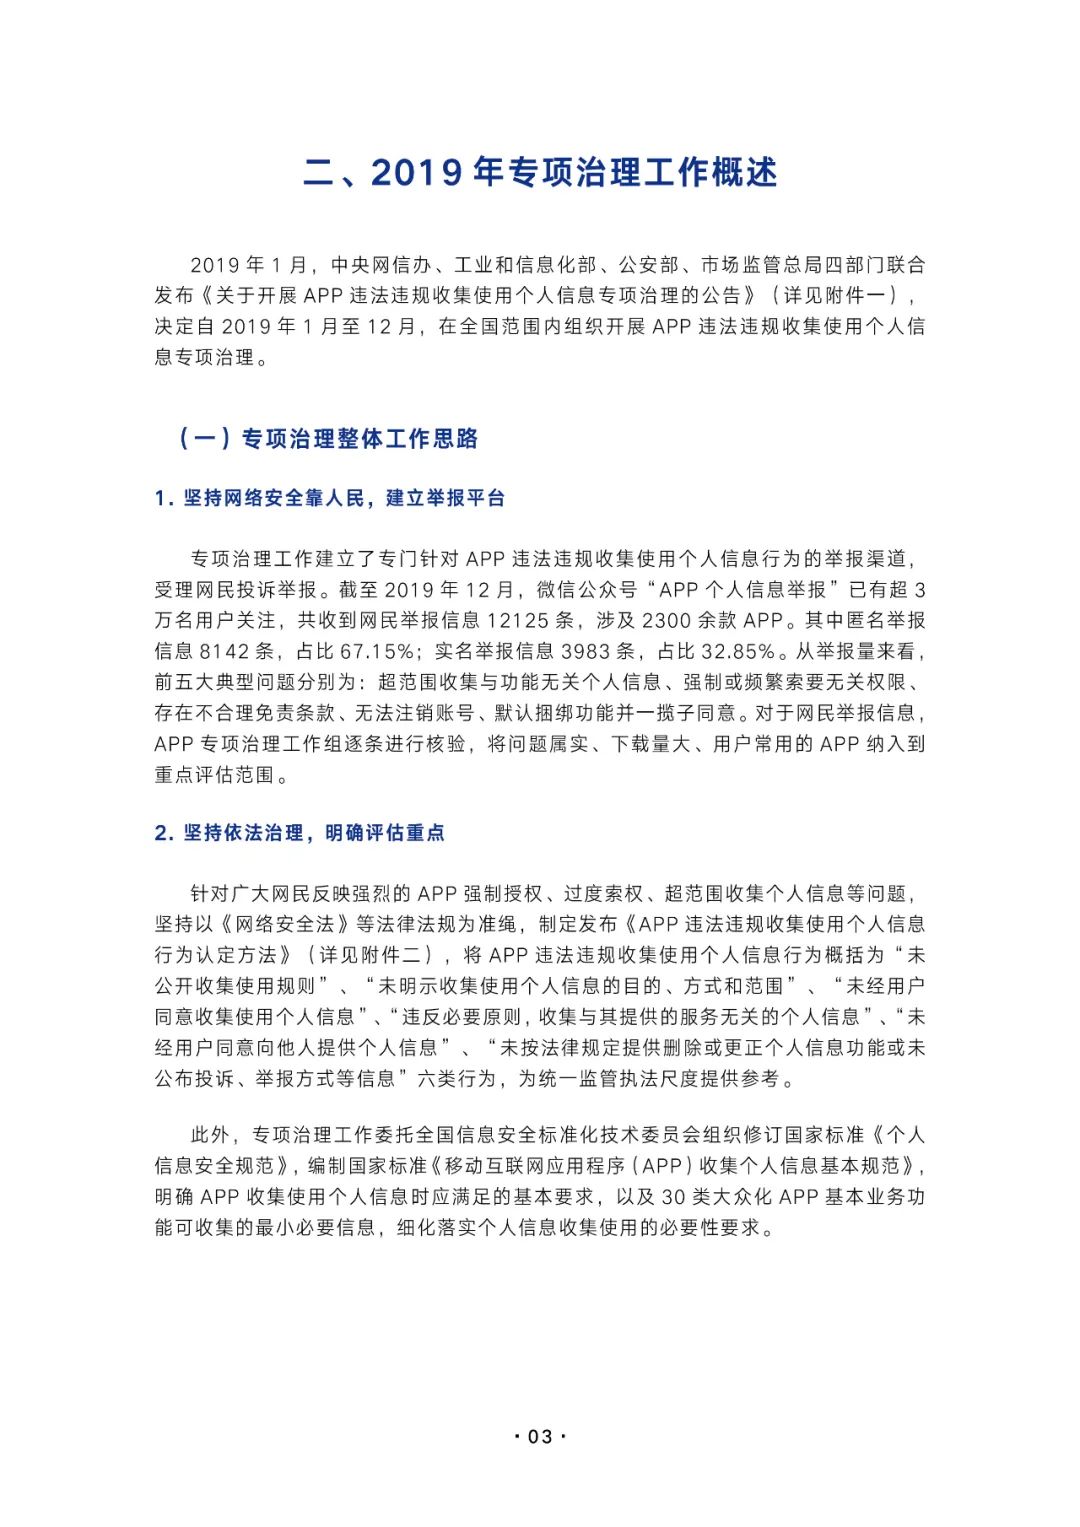 二、2019 年专项治理工作概述
2019 年 1 月，中央网信办、工业和信息化部、公安部、市场监管总局四部门联合
发布《关于开展 APP 违法违规收集使用个人信息专项治理的公告》（详见附件一），
决定自 2019 年 1 月至 12 月，在全国范围内组织开展 APP 违法违规收集使用个人信
息专项治理。
（一）专项治理整体工作思路
1. 坚持网络安全靠人民，建立举报平台
专项治理工作建立了专门针对 APP 违法违规收集使用个人信息行为的举报渠道，
受理网民投诉举报。截至 2019 年 12 月，微信公众号“APP 个人信息举报”已有超 3
万名用户关注，共收到网民举报信息 12125 条，涉及 2300 余款 APP。其中匿名举报
信息 8142 条，占比 67.15%；实名举报信息 3983 条，占比 32.85%。从举报量来看，
前五大典型问题分别为：超范围收集与功能无关个人信息、强制或频繁索要无关权限、
存在不合理免责条款、无法注销账号、默认捆绑功能并一揽子同意。对于网民举报信息，
APP 专项治理工作组逐条进行核验，将问题属实、下载量大、用户常用的 APP 纳入到
重点评估范围。
2. 坚持依法治理，明确评估重点
针对广大网民反映强烈的 APP 强制授权、过度索权、超范围收集个人信息等问题，
坚持以《网络安全法》等法律法规为准绳，制定发布《APP 违法违规收集使用个人信息
行为认定方法》（详见附件二），将 APP 违法违规收集使用个人信息行为概括为“未
公开收集使用规则”、“未明示收集使用个人信息的目的、方式和范围”、“未经用户
同意收集使用个人信息”、“违反必要原则，收集与其提供的服务无关的个人信息”、“未
经用户同意向他人提供个人信息”、“未按法律规定提供删除或更正个人信息功能或未
公布投诉、举报方式等信息”六类行为，为统一监管执法尺度提供参考。
此外，专项治理工作委托全国信息安全标准化技术委员会组织修订国家标准《个人
信息安全规范》，编制国家标准《移动互联网应用程序（APP）收集个人信息基本规范》，
明确 APP 收集使用个人信息时应满足的基本要求，以及 30 类大众化 APP 基本业务功
能可收集的最小必要信息，细化落实个人信息收集使用的必要性要求。
· 03 ·